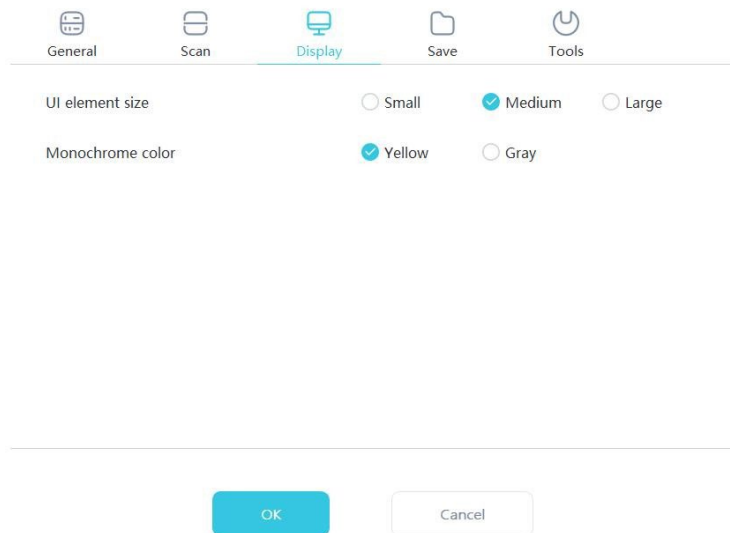 General Scan Display Save Tools
UI element size Small Medium Large
Monochrome color Yellow Gray
OK Cancel